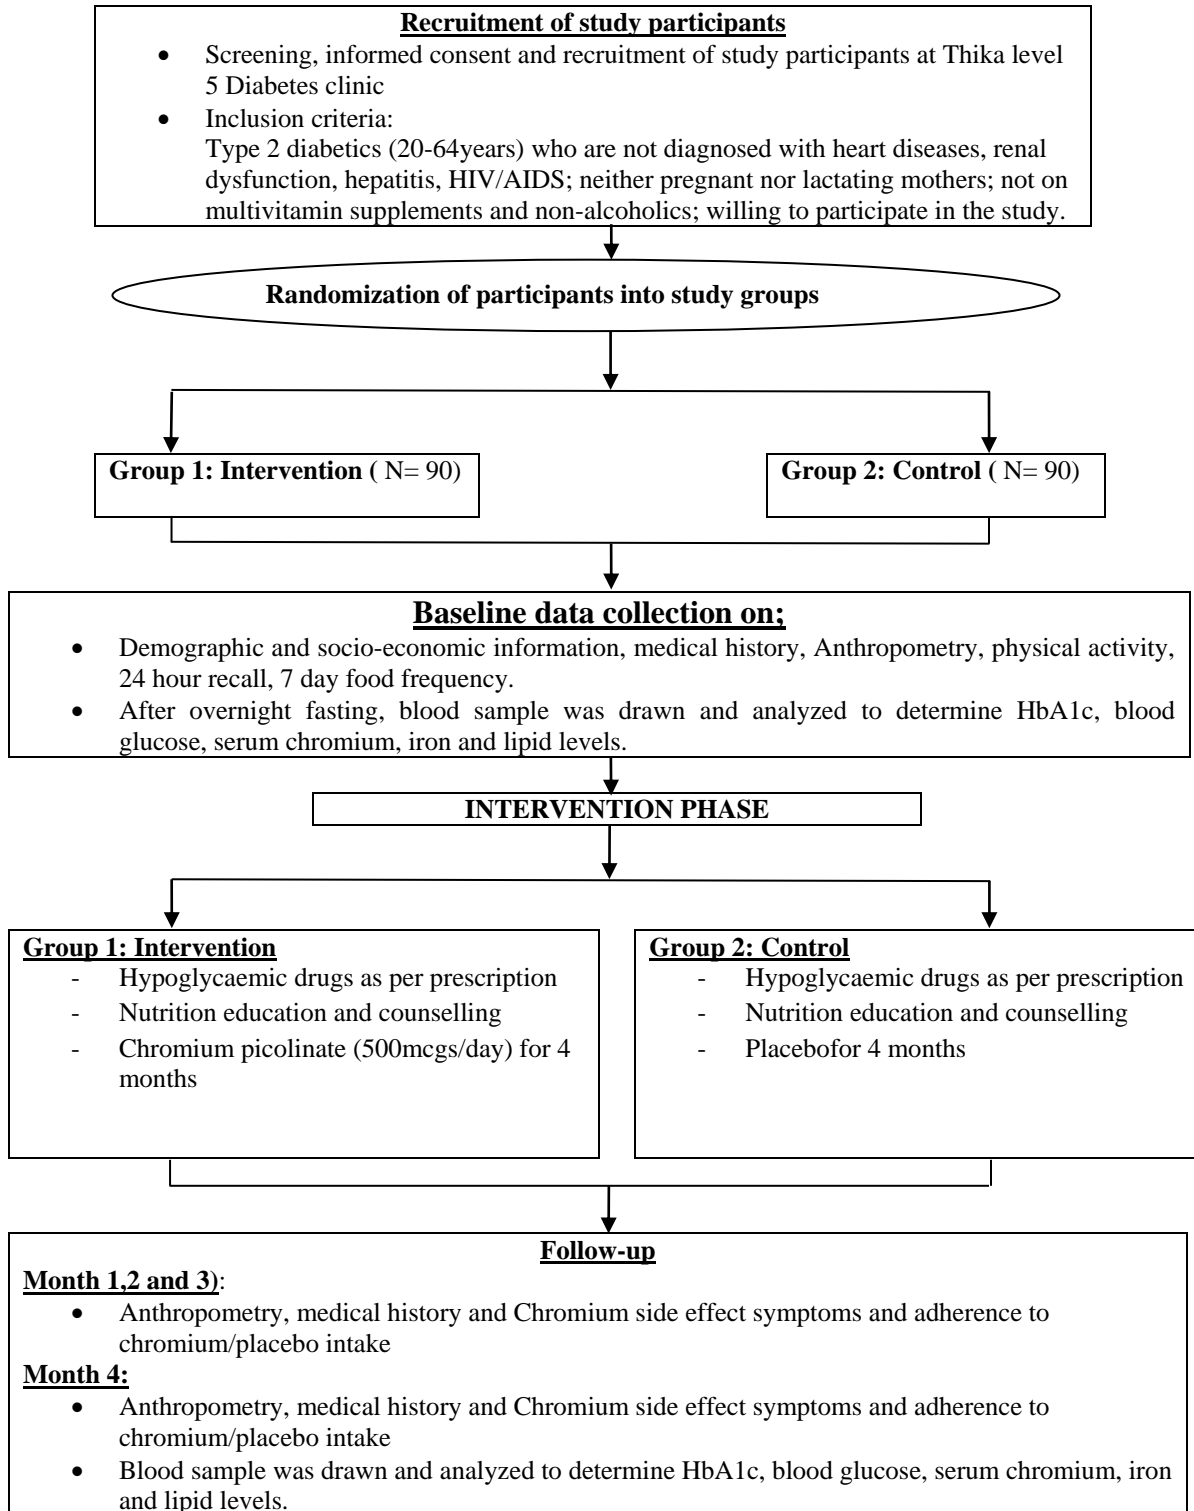 Recruitment of study participants
• Screening, informed consent and recruitment of study participants at Thika level
5 Diabetes clinic
• Inclusion criteria:
Type 2 diabetics (20-64years) who are not diagnosed with heart diseases, renal
dysfunction, hepatitis, HIV/AIDS; neither pregnant nor lactating mothers; not on
multivitamin supplements and non-alcoholics; willing to participate in the study.
Randomization of participants into study groups
Group 1: Intervention ( N= 90)
Group 2: Control ( N= 90)
Baseline data collection on;
• Demographic and socio-economic information, medical history, Anthropometry, physical activity,
24 hour recall, 7 day food frequency.
• After overnight fasting, blood sample was drawn and analyzed to determine HbA1c, blood
glucose, serum chromium, iron and lipid levels.
INTERVENTION PHASE
Group 1: Intervention
- Hypoglycaemic drugs as per prescription
- Nutrition education and counselling
- Chromium picolinate (500mcgs/day) for 4
months
Group 2: Control
- Hypoglycaemic drugs as per prescription
- Nutrition education and counselling
- Placebofor 4 months
Follow-up
Month 1,2 and 3):
• Anthropometry, medical history and Chromium side effect symptoms and adherence to
chromium/placebo intake
Month 4:
• Anthropometry, medical history and Chromium side effect symptoms and adherence to
chromium/placebo intake
• Blood sample was drawn and analyzed to determine HbA1c, blood glucose, serum chromium, iron
and lipid levels.